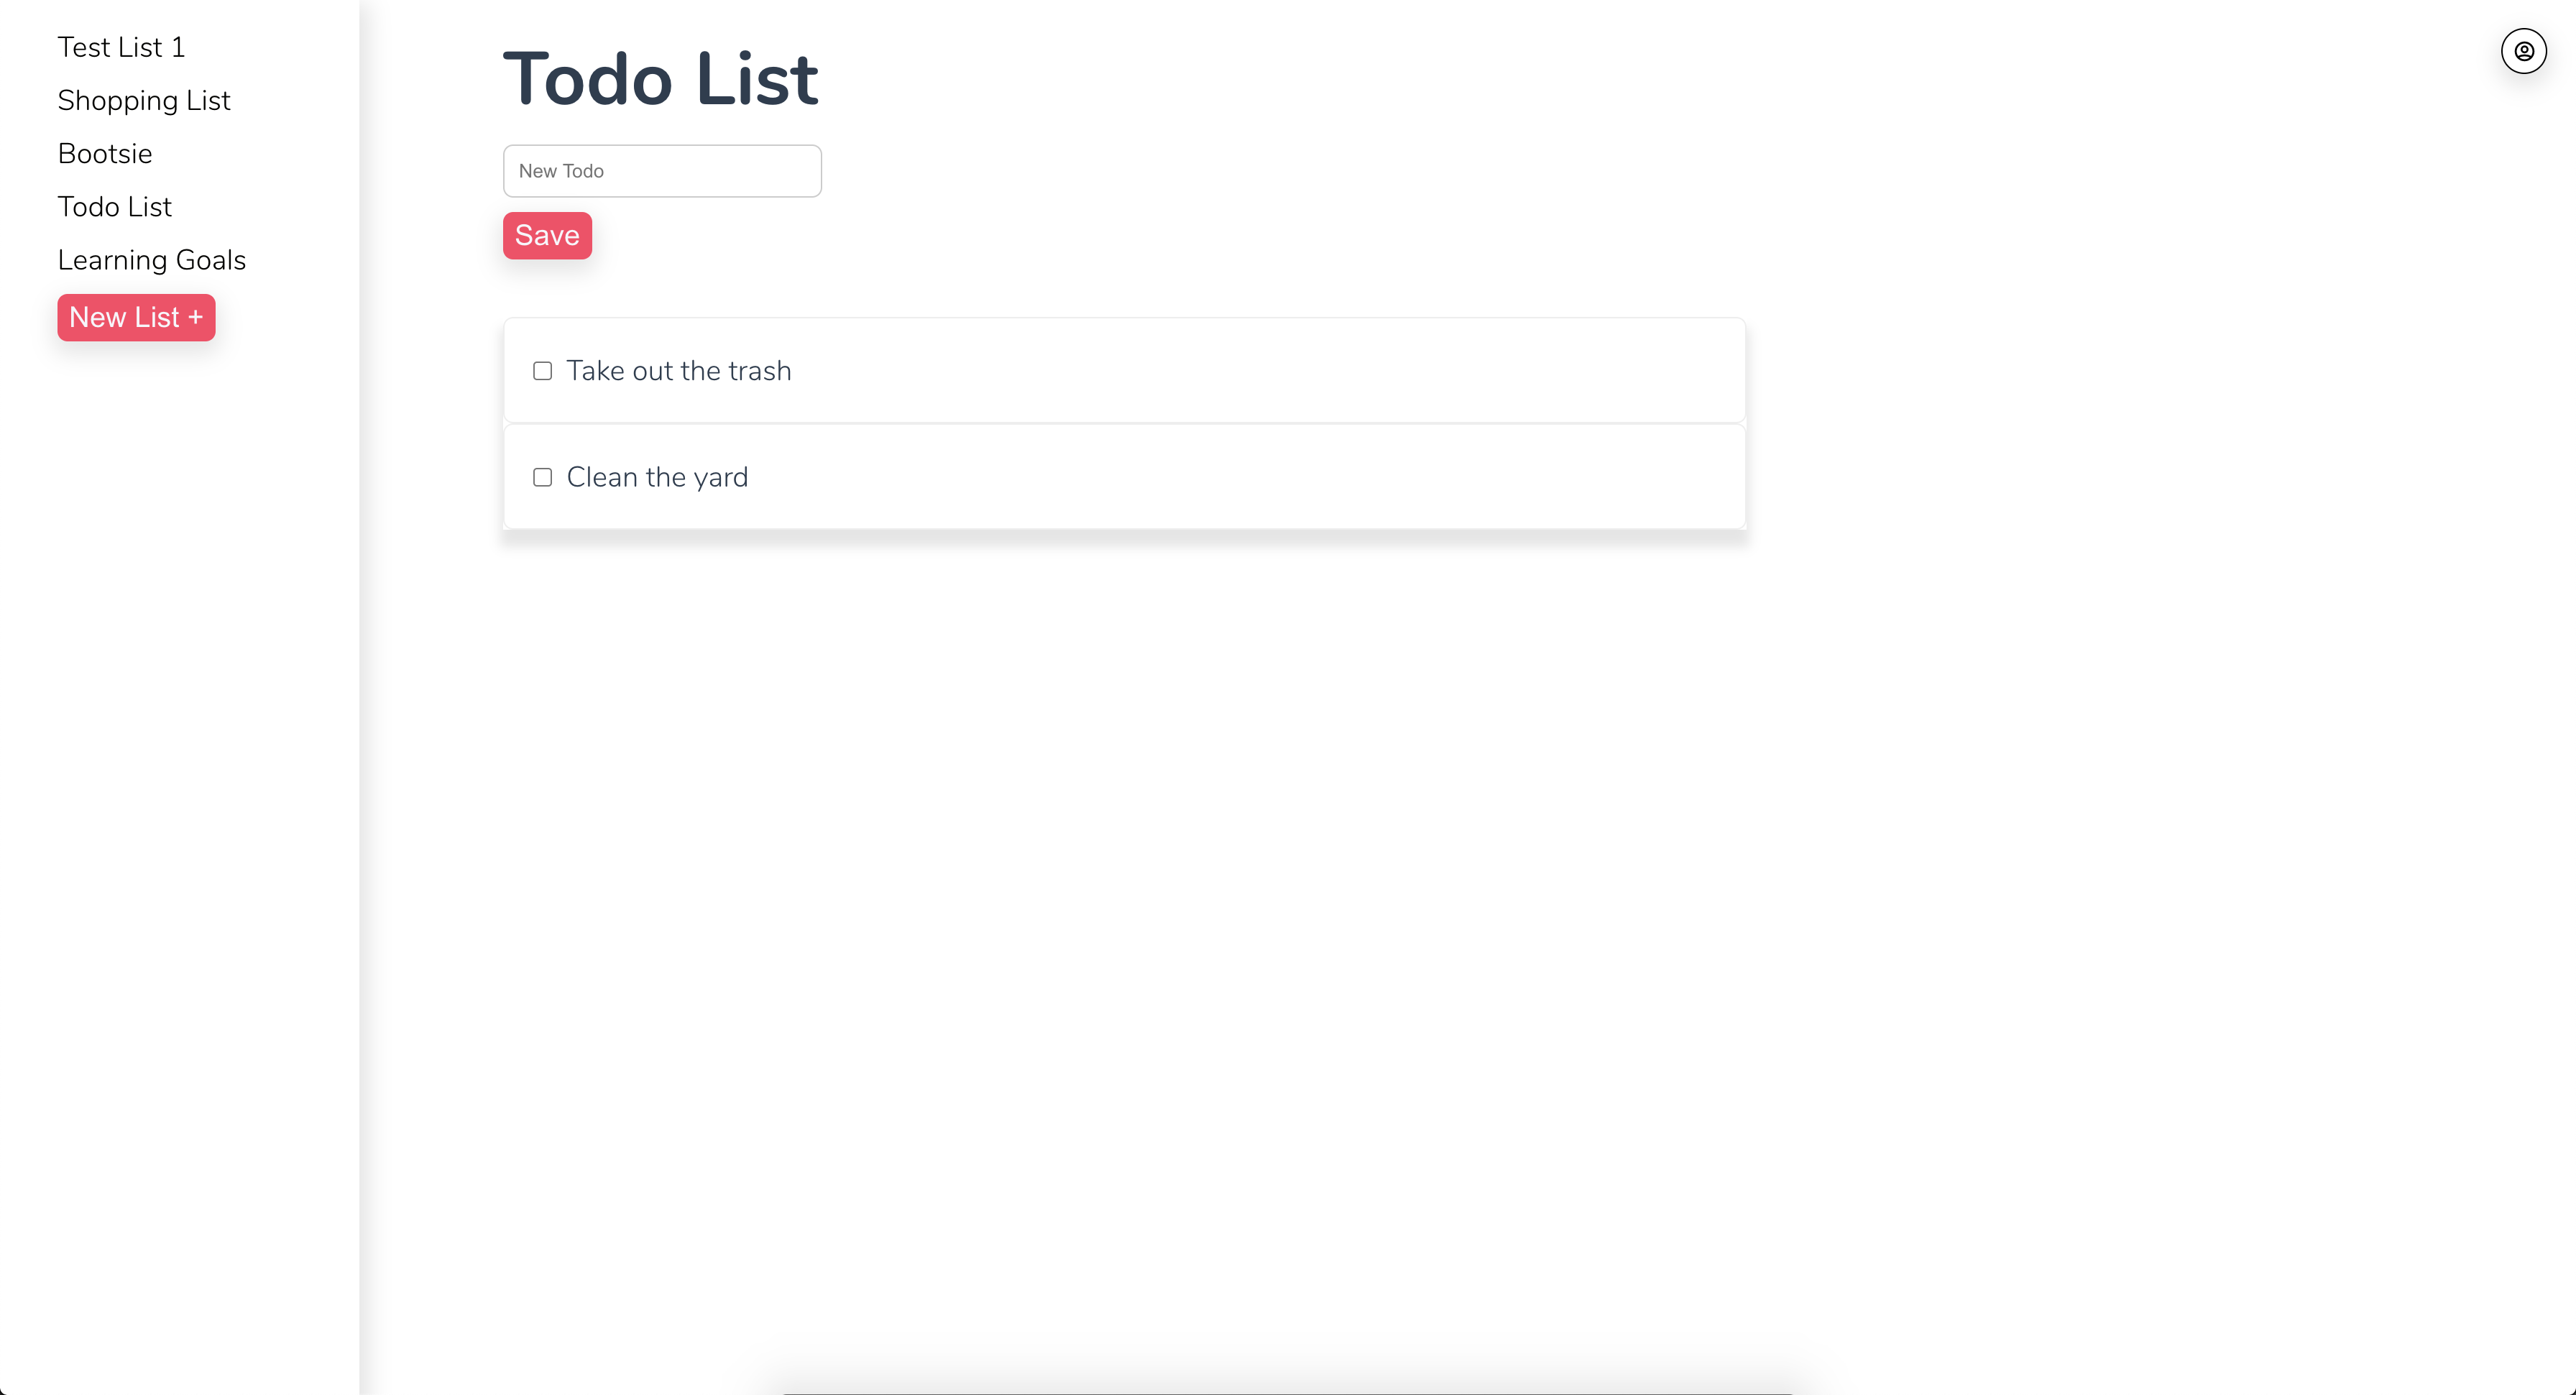 Test List 1
Shopping List
Bootsie
Todo List
Learning Goals
New List +
Todo List
New Todo
Save
Take out the trash
Clean the yard